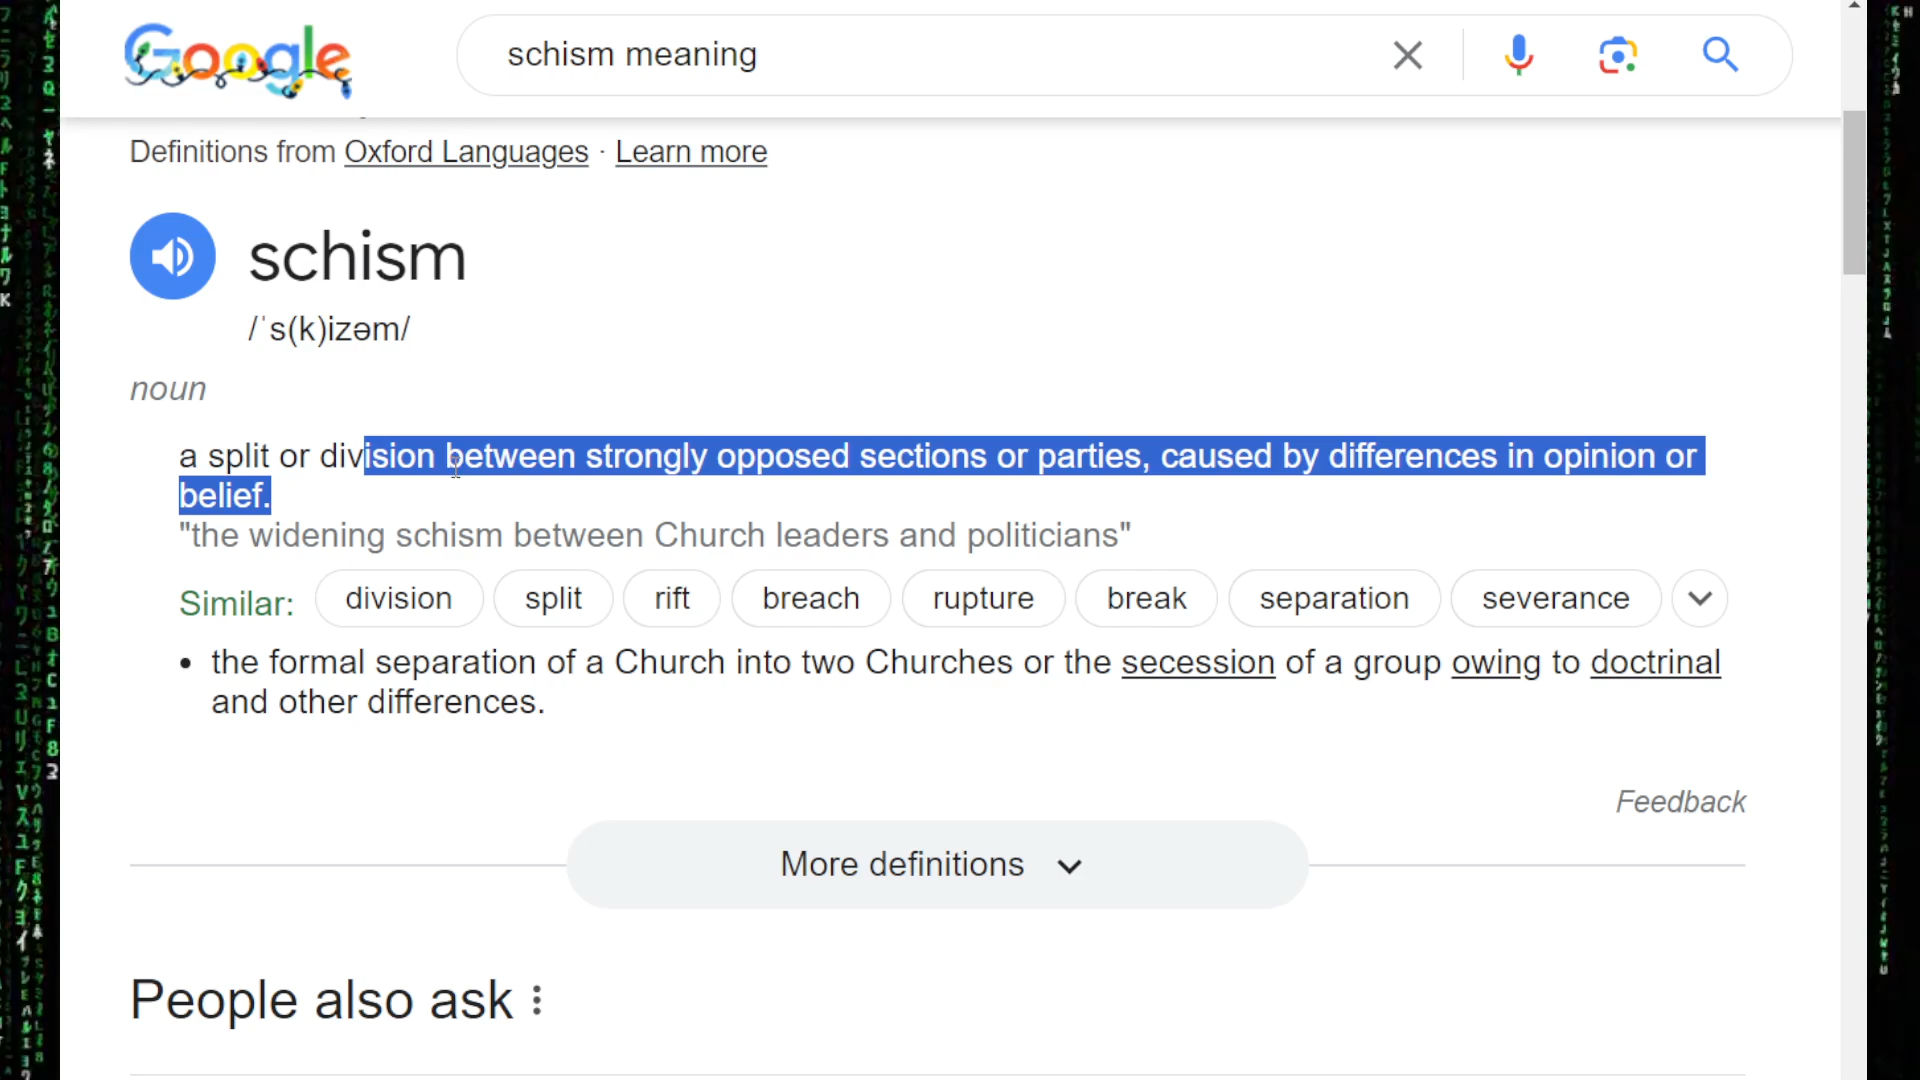 Google
schism meaning
Definitions from Oxford Languages · Learn more
schism
/ˈs(k)izəm/
noun
a split or division between strongly opposed sections or parties, caused by differences in opinion or
belief.
"the widening schism between Church leaders and politicians"
Similar: division split rift breach rupture break separation severance
• the formal separation of a Church into two Churches or the secession of a group owing to doctrinal
and other differences.
Feedback
More definitions
People also ask